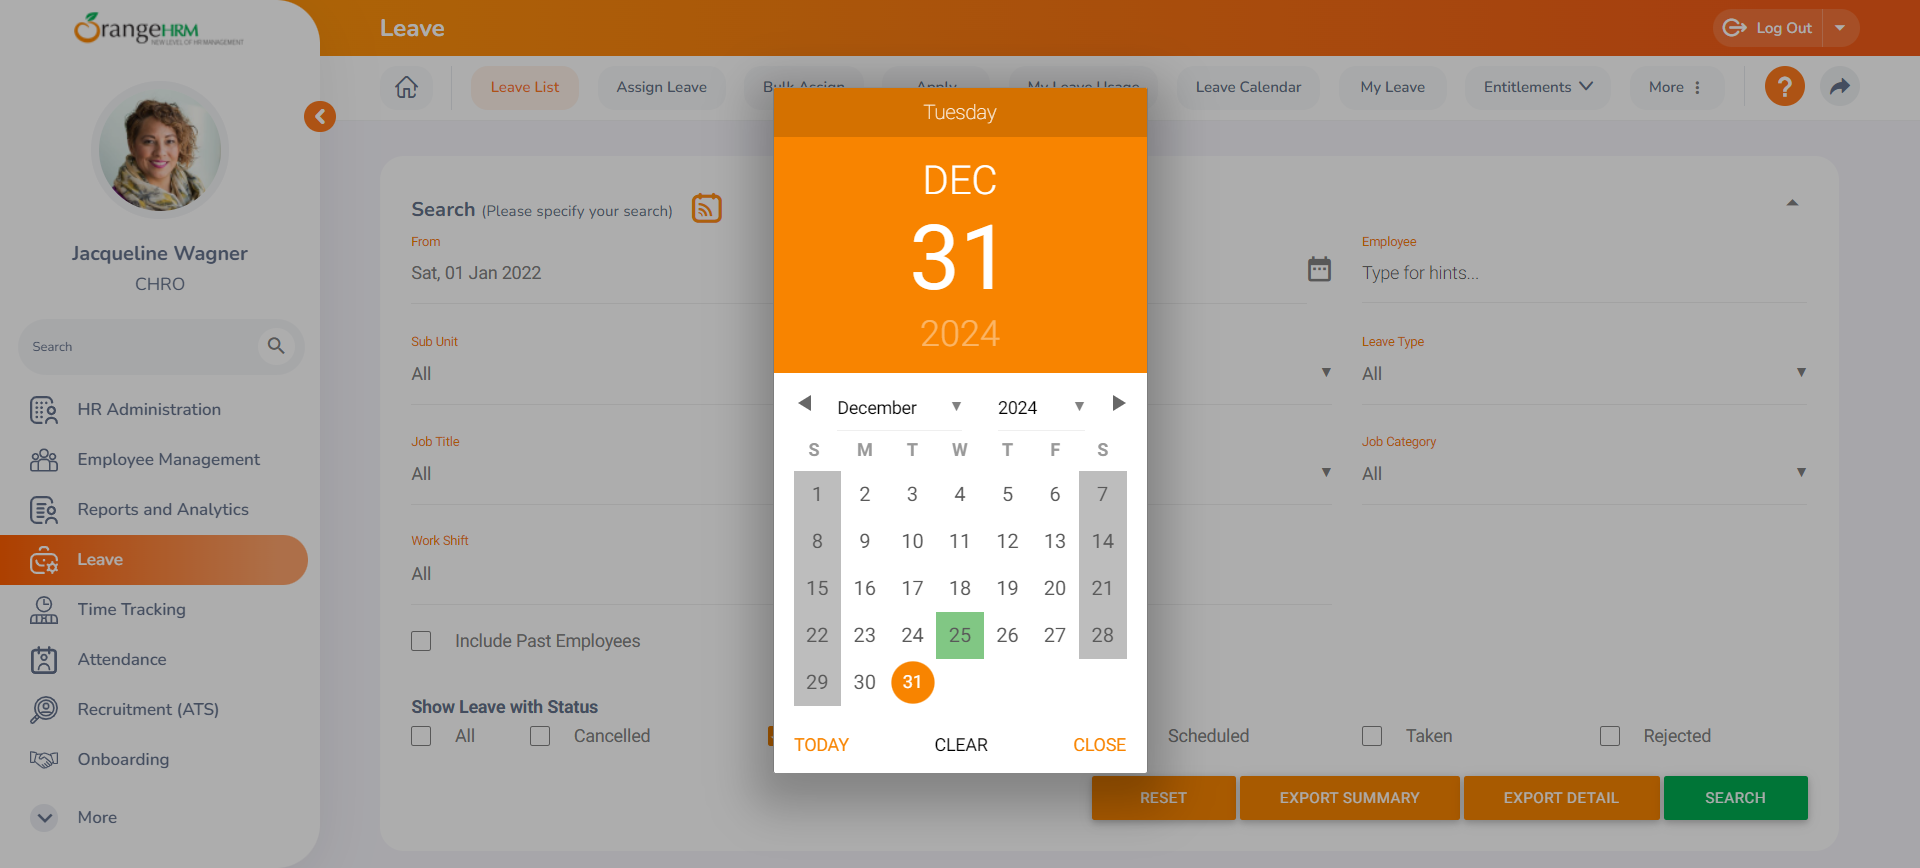 OrangeHRM
NEW LEVEL OF HR MANAGEMENT
Jacqueline Wagner
CHRO
Search
HR Administration
Employee Management
Reports and Analytics
Leave
Time Tracking
Attendance
Recruitment (ATS)
Onboarding
More
Leave
Log Out
Leave List
Assign Leave
Bulk Assign
Apply
My Leave Usage
Leave Calendar
My Leave
Entitlements
More
?
Search (Please specify your search)
From
Sat, 01 Jan 2022
Employee
Type for hints...
Sub Unit
All
Leave Type
All
Job Title
All
Job Category
All
Work Shift
All
Include Past Employees
Show Leave with Status
All Cancelled Scheduled Taken Rejected
RESET EXPORT SUMMARY EXPORT DETAIL SEARCH
Tuesday
DEC
31
2024
December 2024
S M T W T F S
1 2 3 4 5 6 7
8 9 10 11 12 13 14
15 16 17 18 19 20 21
22 23 24 25 26 27 28
29 30 31
TODAY CLEAR CLOSE